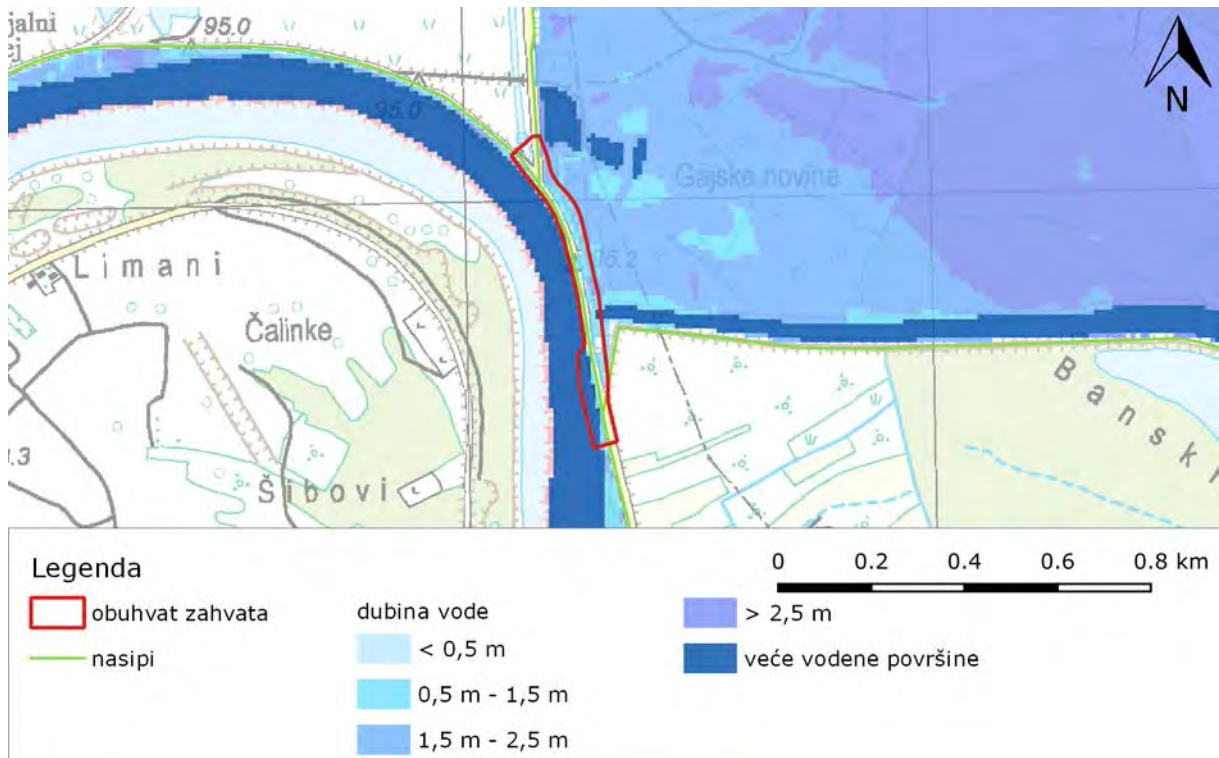 jalni
ej
95.0
95.0
N
Gajske novine
95.2
Limani
Čalinke
Šibovi
.3
Banski
Legenda
obuhvat zahvata
nasipi
dubina vode
< 0,5 m
0,5 m - 1,5 m
1,5 m - 2,5 m
> 2,5 m
veće vodene površine
0 0.2 0.4 0.6 0.8 km